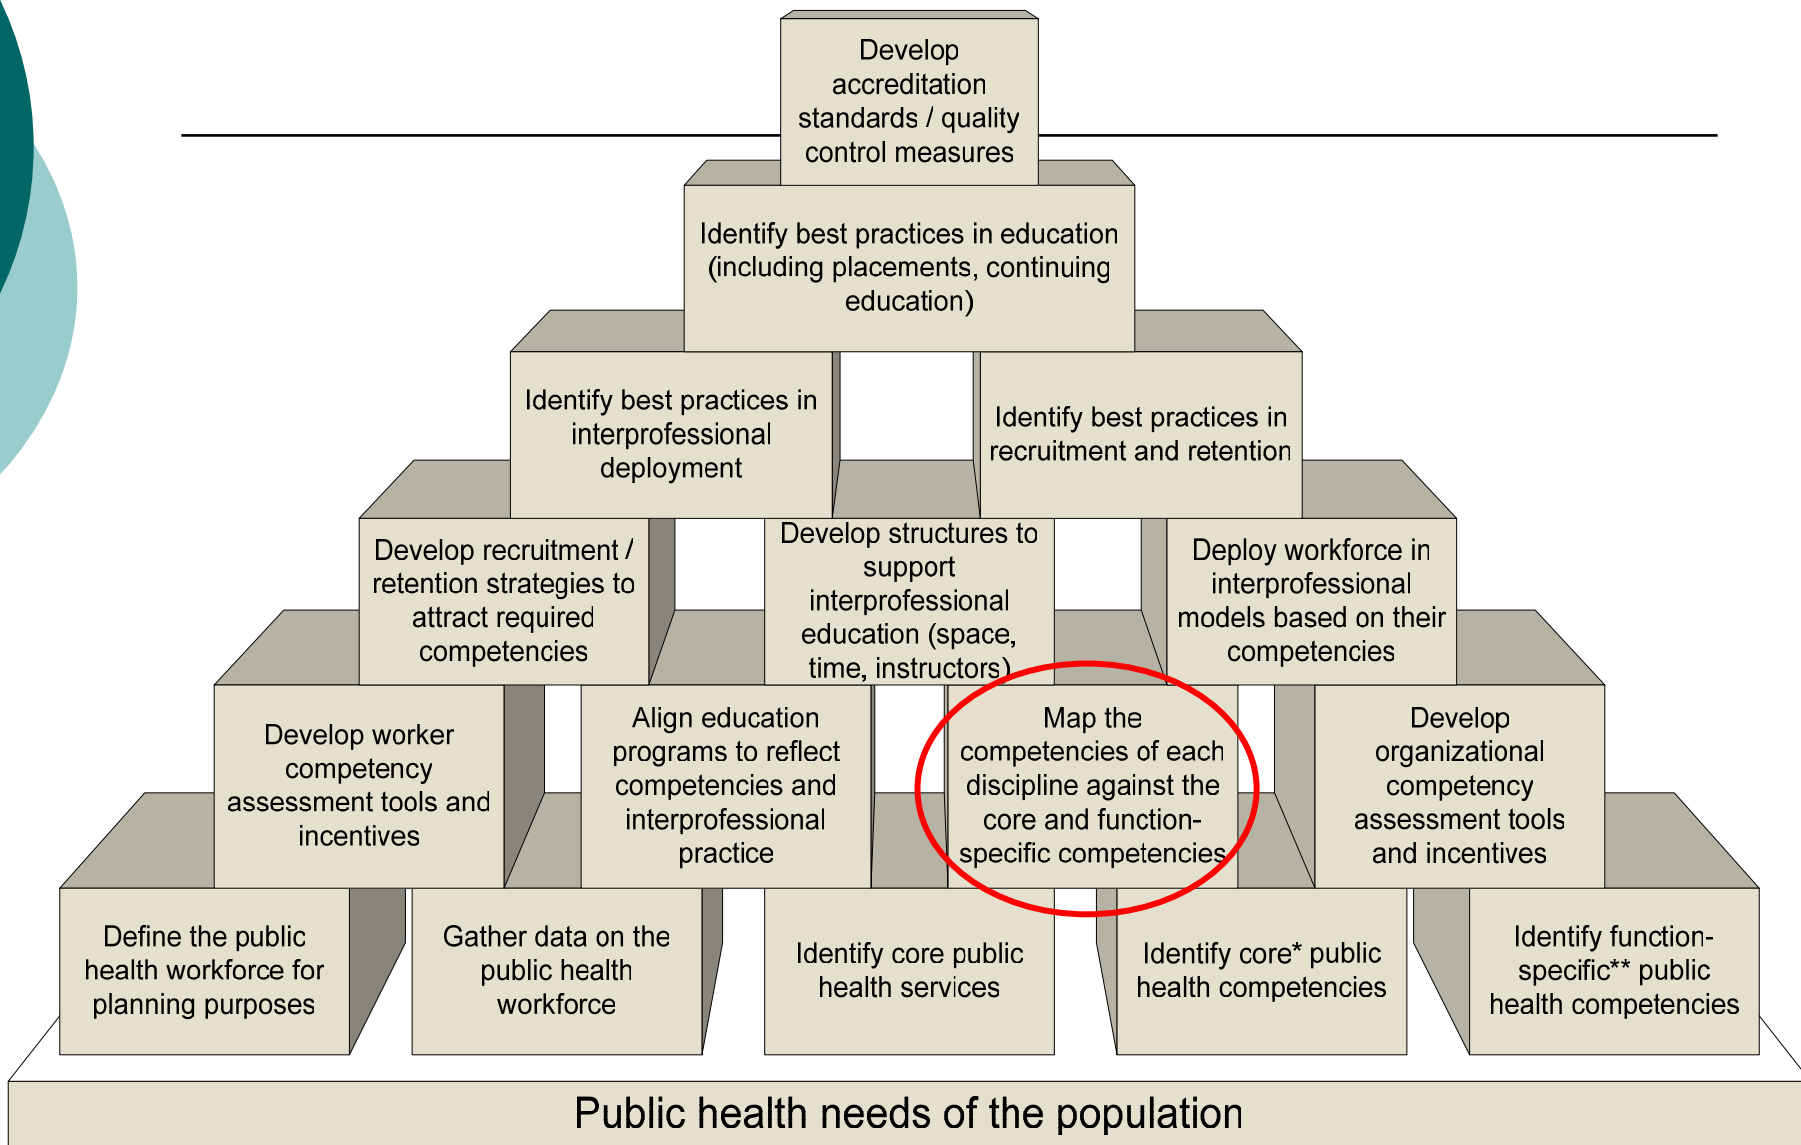 Develop
accreditation
standards / quality
control measures
Identify best practices in education
(including placements, continuing
education)
Identify best practices in
interprofessional
deployment
Identify best practices in
recruitment and retention
Develop recruitment /
retention strategies to
attract required
competencies
Develop structures to
support
interprofessional
education (space,
time, instructors)
Deploy workforce in
interprofessional
models based on their
competencies
Develop worker
competency
assessment tools and
incentives
Align education
programs to reflect
competencies and
interprofessional
practice
Map the
competencies of each
discipline against the
core and function-
specific competencies
Develop
organizational
competency
assessment tools
and incentives
Define the public
health workforce for
planning purposes
Gather data on the
public health
workforce
Identify core public
health services
Identify core* public
health competencies
Identify function-
specific** public
health competencies
Public health needs of the population